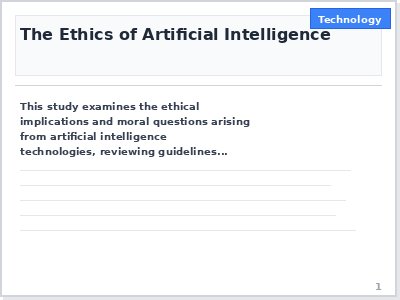 Technology
The Ethics of Artificial Intelligence
This study examines the ethical
implications and moral questions arising
from artificial intelligence
technologies, reviewing guidelines...
1